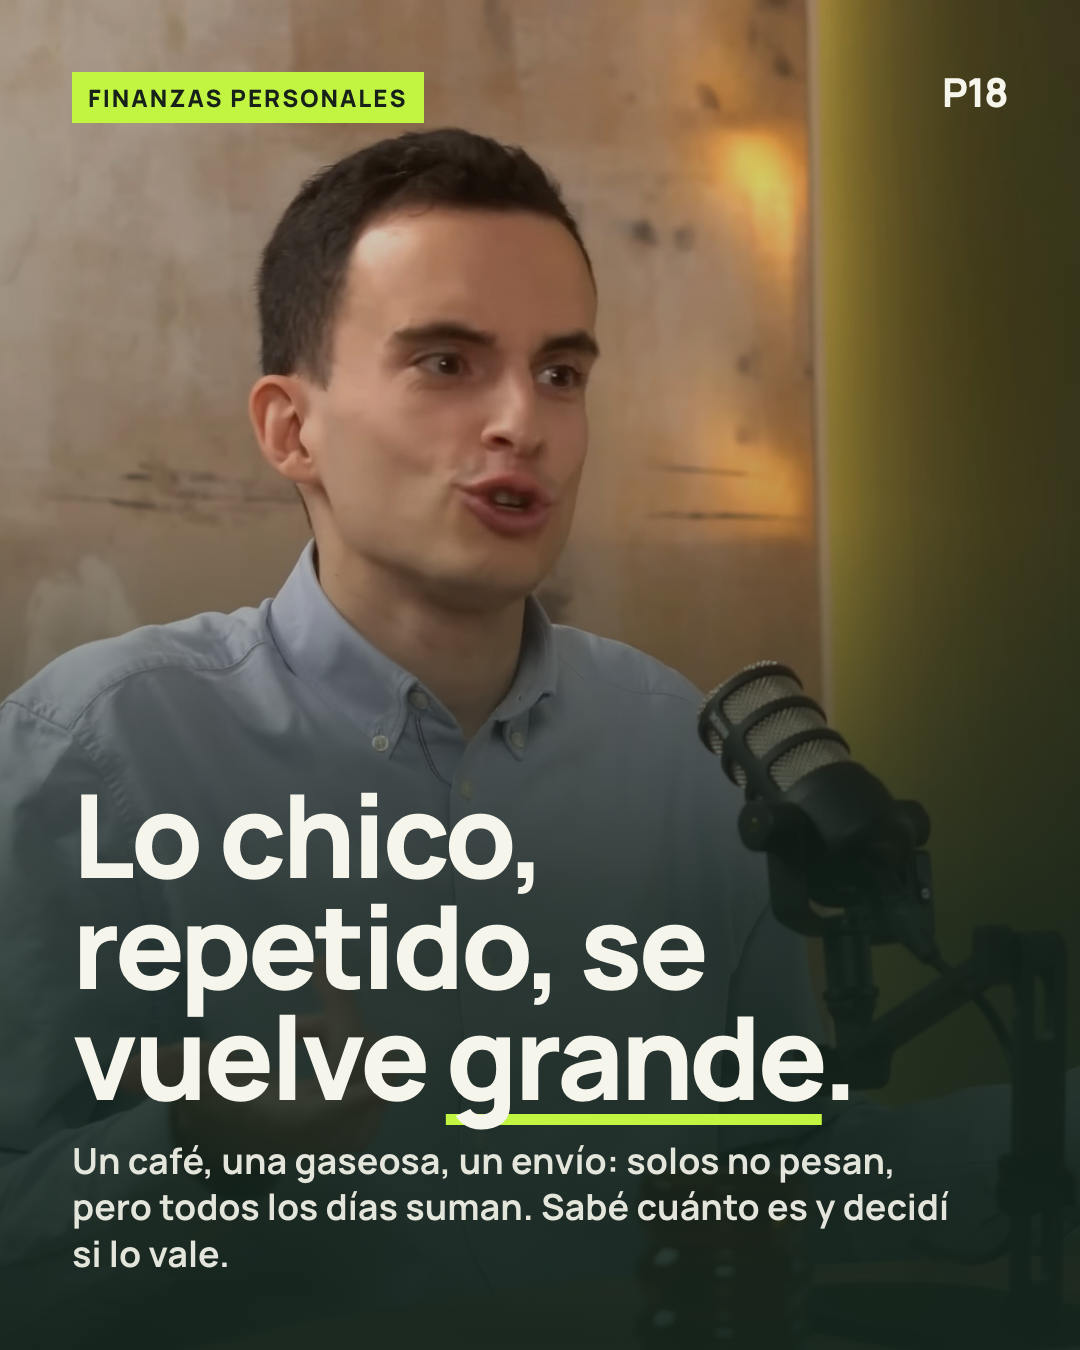 FINANZAS PERSONALES
P18
Lo chico,
repetido, se
vuelve grande.
Un café, una gaseosa, un envío: solos no pesan,
pero todos los días suman. Sabé cuánto es y decidí
si lo vale.